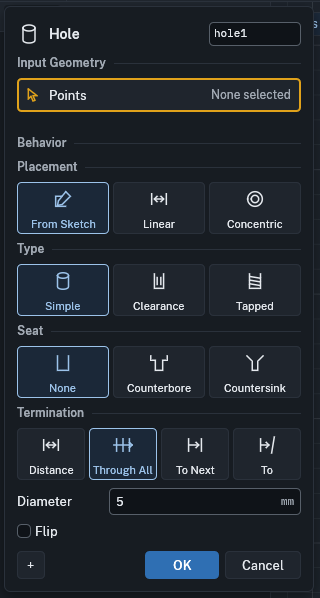 Hole hole1
Input Geometry
Points None selected
Behavior
Placement
From Sketch Linear Concentric
Type
Simple Clearance Tapped
Seat
None Counterbore Countersink
Termination
Distance Through All To Next To
Diameter 5 mm
Flip
+ OK Cancel